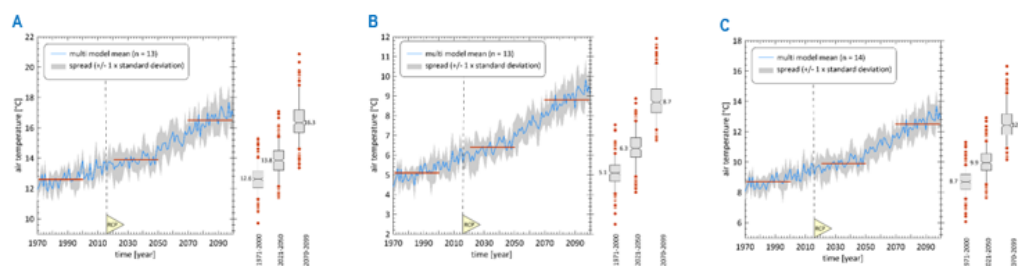 A
air temperature [°C]
22
20
18
16
14
12
10
multi model mean (n = 13)
spread (+/- 1 x standard deviation)
RCP
1970 1990 2010 2030 2050 2070 2090
time [year]
12.6
13.8
16.3
1971-2000
2021-2050
2070-2099
B
air temperature [°C]
12
11
10
9
8
7
6
5
4
3
2
multi model mean (n = 13)
spread (+/- 1 x standard deviation)
RCP
1970 1990 2010 2030 2050 2070 2090
time [year]
5.1
6.3
8.7
1971-2000
2021-2050
2070-2099
C
air temperature [°C]
18
16
14
12
10
8
6
multi model mean (n = 14)
spread (+/- 1 x standard deviation)
RCP
1970 1990 2010 2030 2050 2070 2090
time [year]
8.7
9.9
12
1971-2000
2021-2050
2070-2099